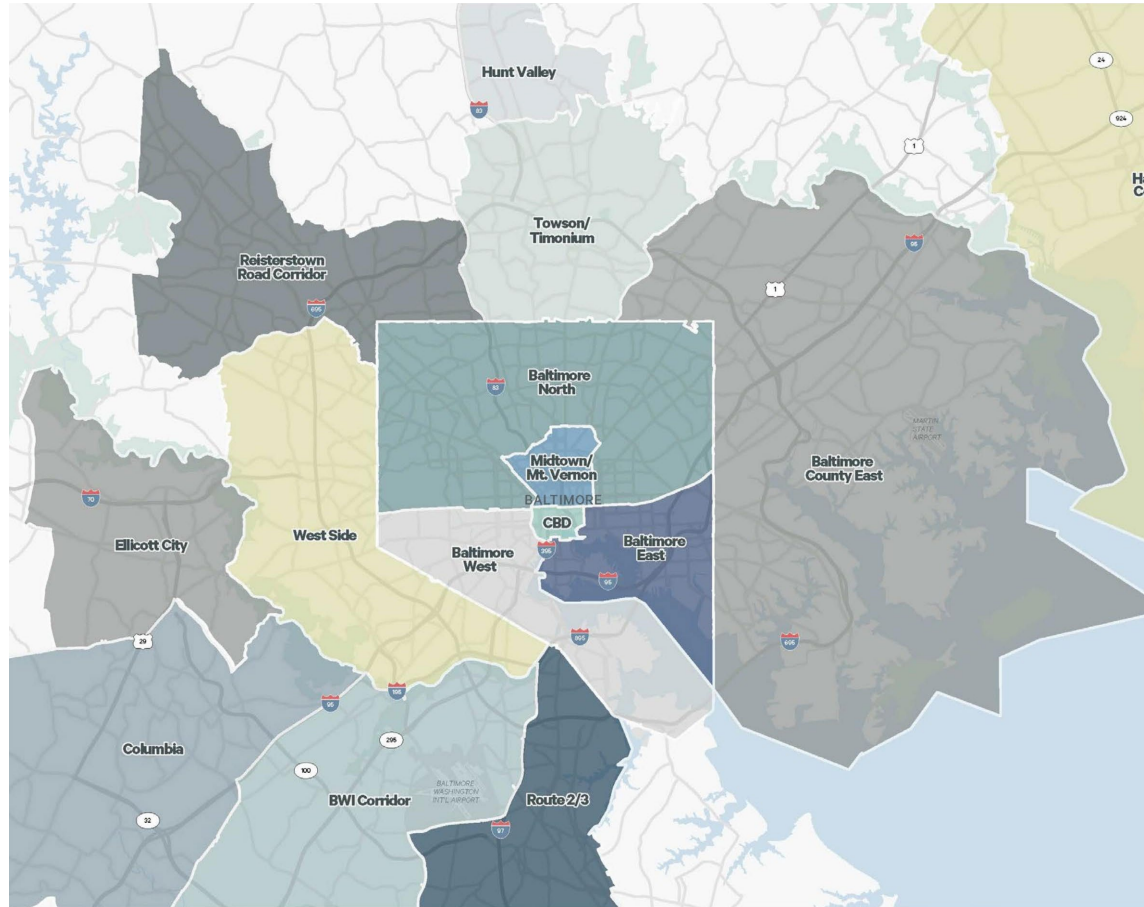 24
Hunt Valley
83
924
1
H
C
Towson/
Timonium
95
Reisterstown
Road Corridor
1
695
Baltimore
North
83
MARTIN
STATE
AIRPORT
Midtown/
Mt. Vernon
Baltimore
County East
70
BALTIMORE
CBD
West Side
Ellicott City
Baltimore
West
395
Baltimore
East
95
29
895
695
195
95
Columbia
295
100
BALTIMORE
WASHINGTON
INT'L AIRPORT
BWI Corridor
Route 2/3
32
97